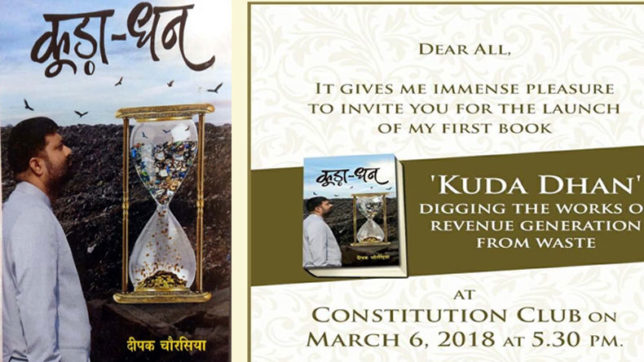 कूड़ा-धन
दीपक चौरसिया
DEAR ALL,
IT GIVES ME IMMENSE PLEASURE
TO INVITE YOU FOR THE LAUNCH
OF MY FIRST BOOK
कूड़ा-धन
दीपक चौरसिया
'KUDA DHAN'
DIGGING THE WORKS O
REVENUE GENERATION
FROM WASTE
AT
CONSTITUTION CLUB ON
MARCH 6, 2018 AT 5.30 PM.